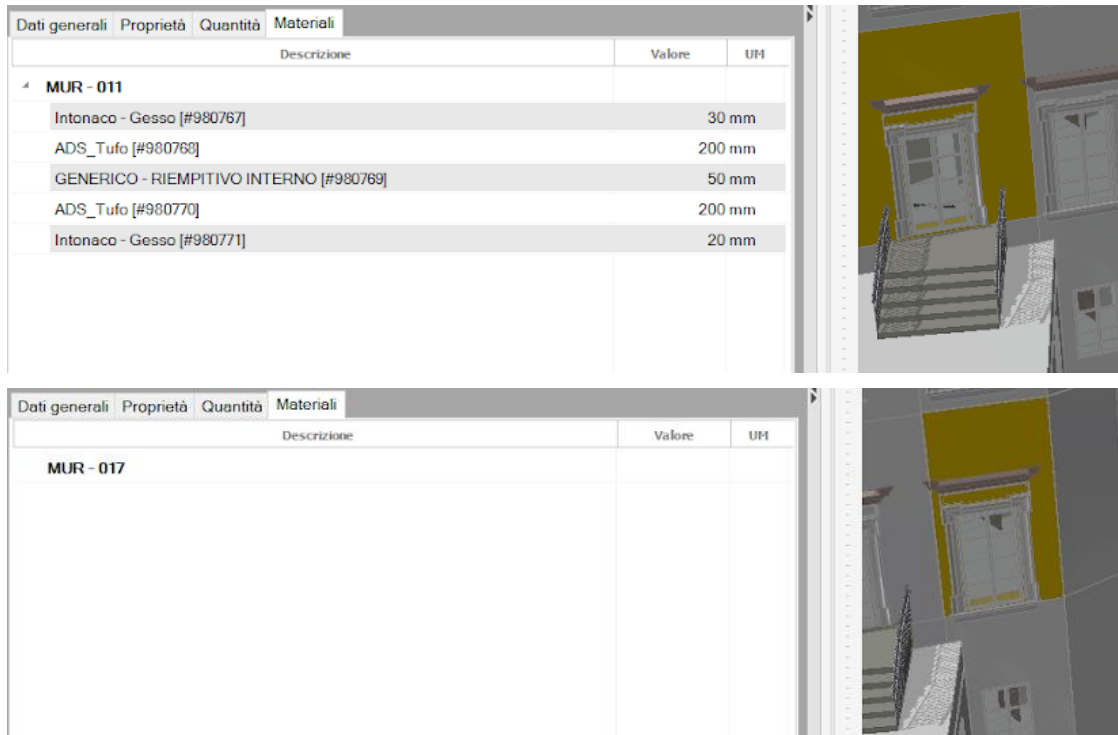 Dati generali Proprietà Quantità Materiali
Descrizione Valore UM
MUR - 011
Intonaco - Gesso [#980767] 30 mm
ADS_Tufo [#980768] 200 mm
GENERICO - RIEMPITIVO INTERNO [#980769] 50 mm
ADS_Tufo [#980770] 200 mm
Intonaco - Gesso [#980771] 20 mm
Dati generali Proprietà Quantità Materiali
Descrizione Valore UM
MUR - 017